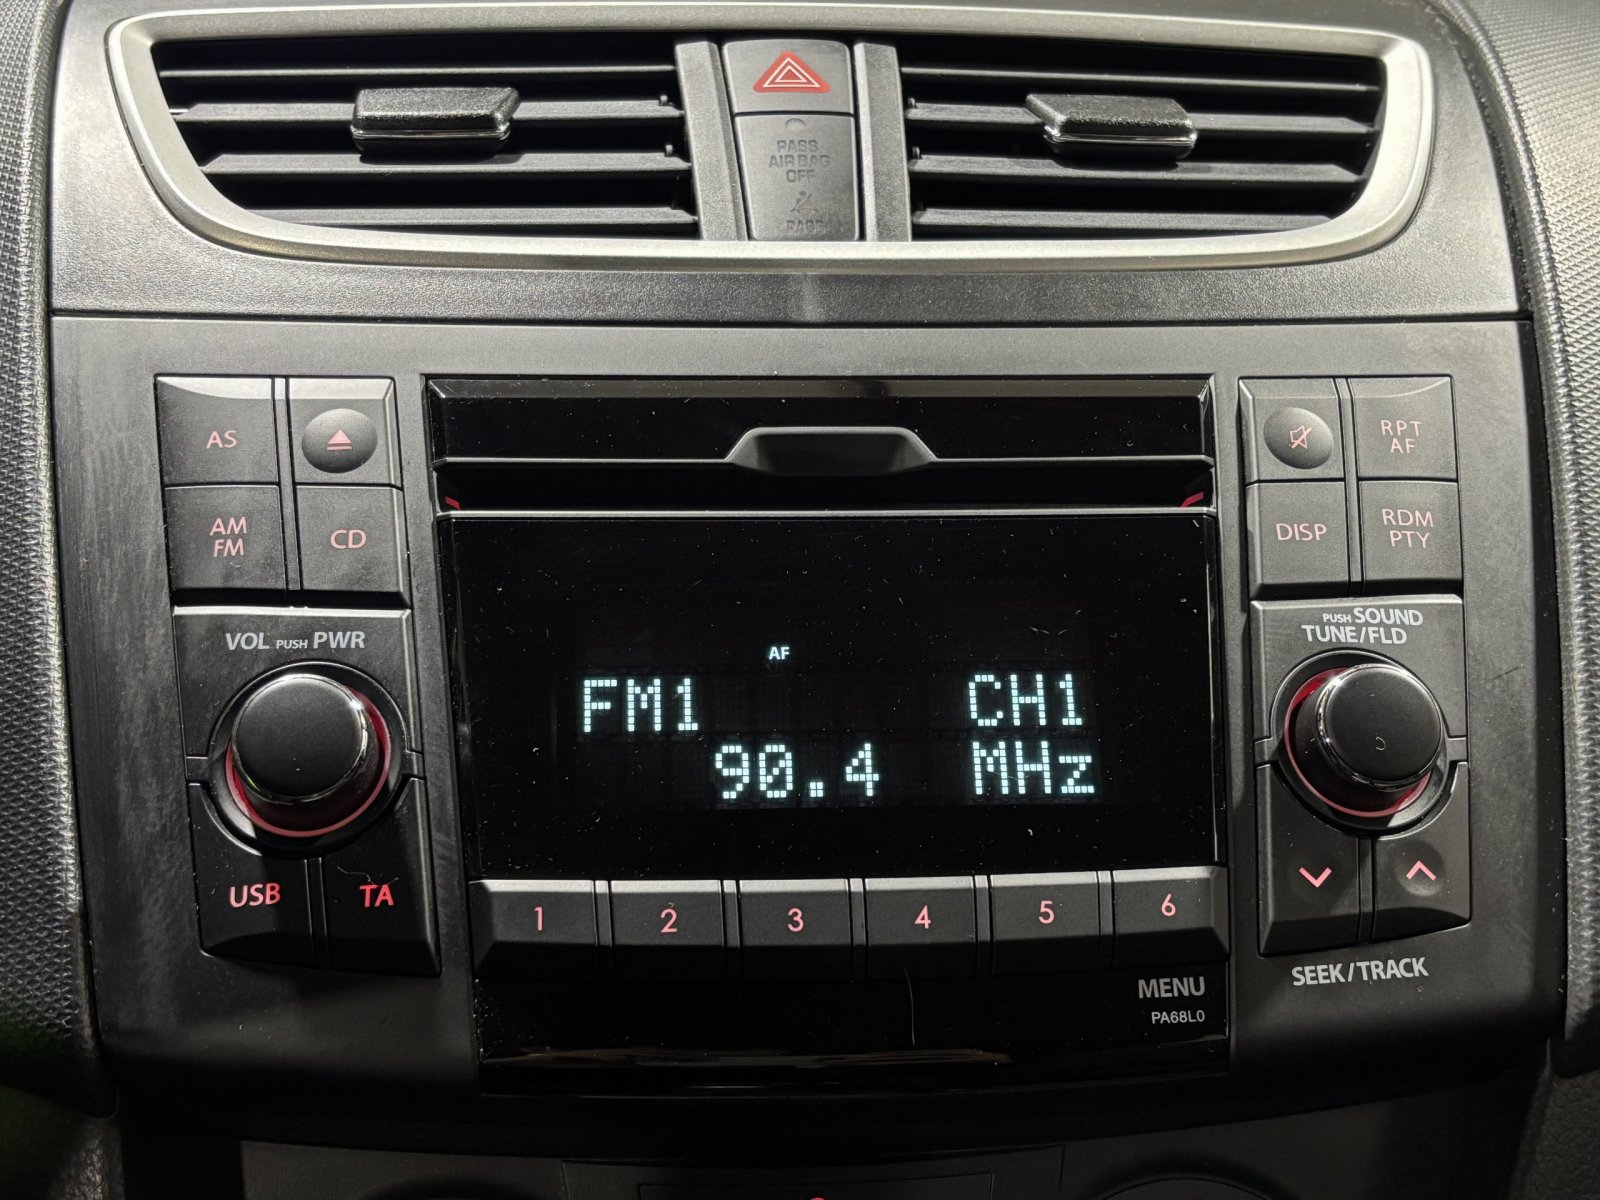 PASS
AIR BAG
OFF
AS
RPT
AF
AM
FM
CD
DISP
RDM
PTY
VOL PUSH PWR
PUSH SOUND
TUNE/FLD
AF
FM1 CH1
90.4 MHz
USB TA
1 2 3 4 5 6
SEEK/TRACK
MENU
PA68L0